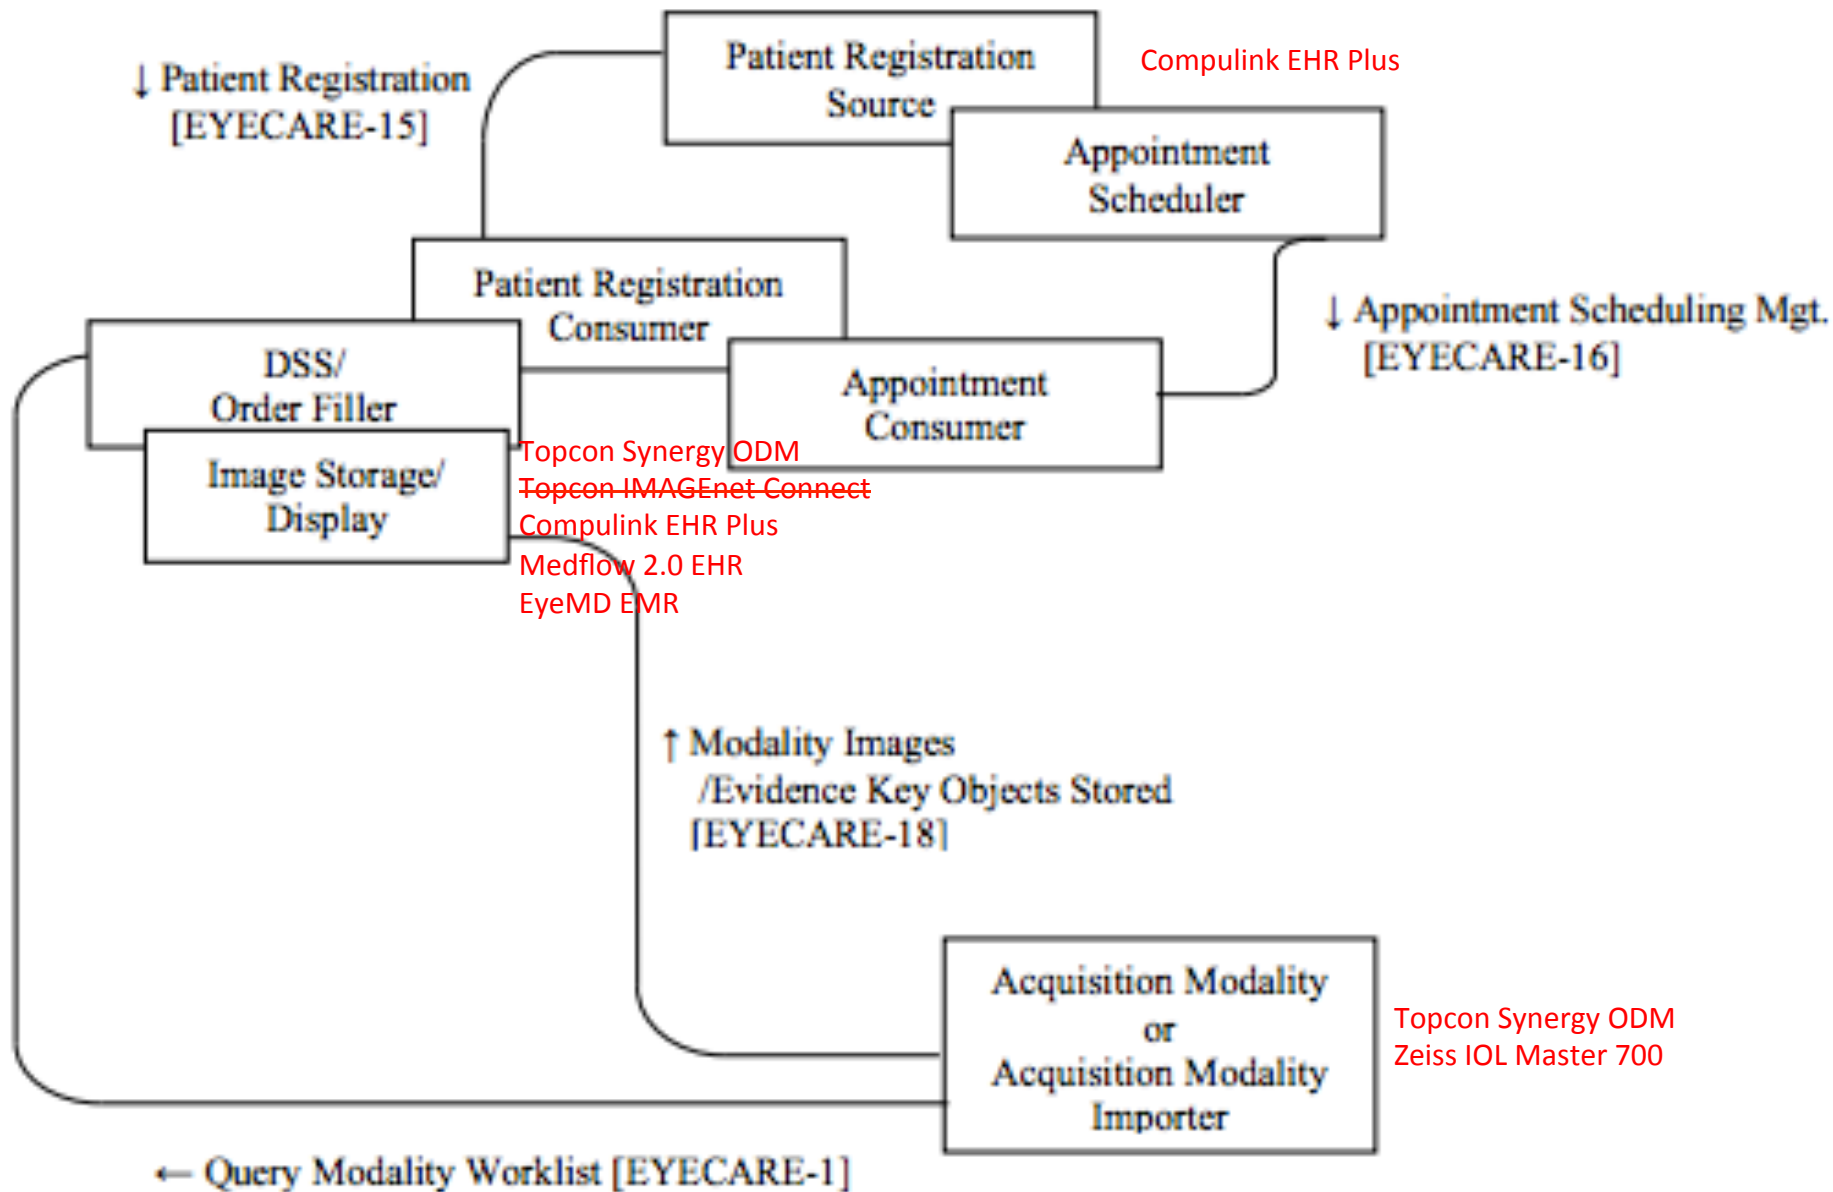 ↓ Patient Registration
[EYECARE-15]
Patient Registration
Source
Compulink EHR Plus
Appointment
Scheduler
Patient Registration
Consumer
↓ Appointment Scheduling Mgt.
[EYECARE-16]
DSS/
Order Filler
Appointment
Consumer
Image Storage/
Display
Topcon Synergy ODM
Topcon IMAGEnet Connect
Compulink EHR Plus
Medflow 2.0 EHR
EyeMD EMR
↑ Modality Images
/Evidence Key Objects Stored
[EYECARE-18]
Acquisition Modality
or
Acquisition Modality
Importer
Topcon Synergy ODM
Zeiss IOL Master 700
← Query Modality Worklist [EYECARE-1]